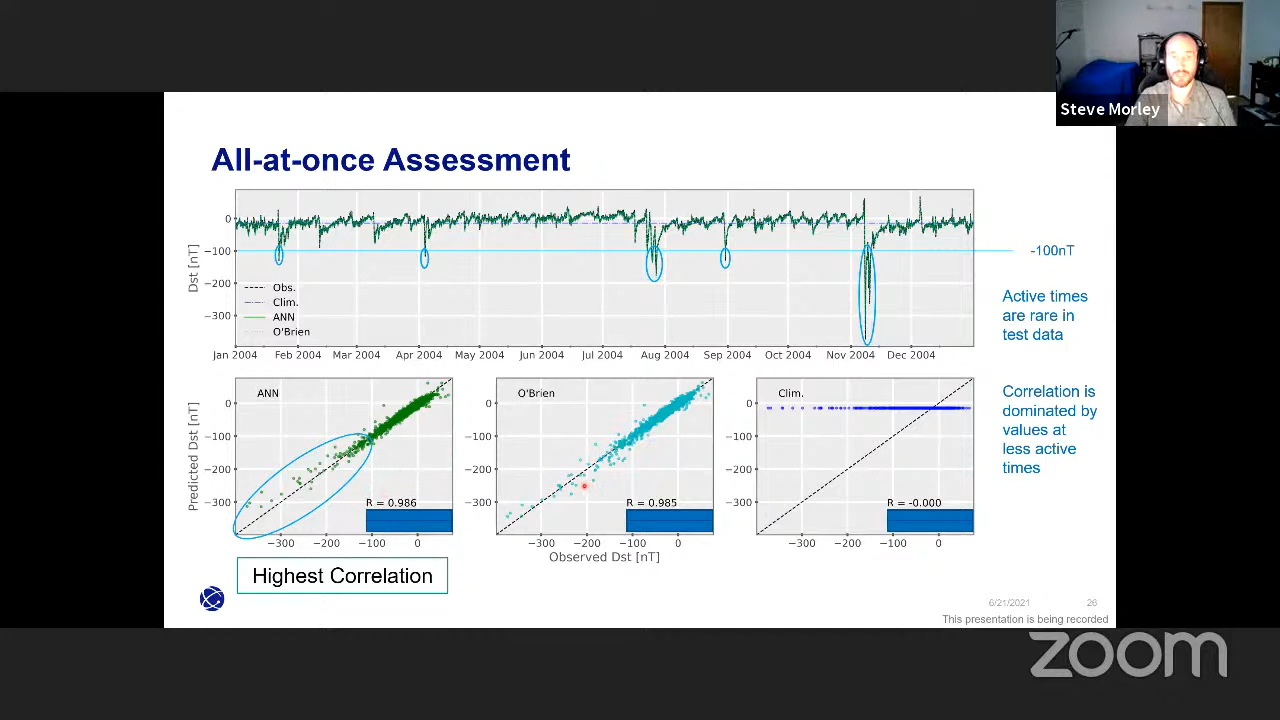 Steve Morley
All-at-once Assessment
0
−100
−200
−300
Dst [nT]
Obs.
Clim.
ANN
O'Brien
-100nT
Jan 2004 Feb 2004 Mar 2004 Apr 2004 May 2004 Jun 2004 Jul 2004 Aug 2004 Sep 2004 Oct 2004 Nov 2004 Dec 2004
Active times
are rare in
test data
ANN
0
−100
−200
−300
Predicted Dst [nT]
R = 0.986
−300 −200 −100 0
O'Brien
0
−100
−200
−300
R = 0.985
−300 −200 −100 0
Observed Dst [nT]
Clim.
0
−100
−200
−300
R = -0.000
−300 −200 −100 0
Correlation is
dominated by
values at
less active
times
Highest Correlation
6/21/2021 26
This presentation is being recorded
zoom